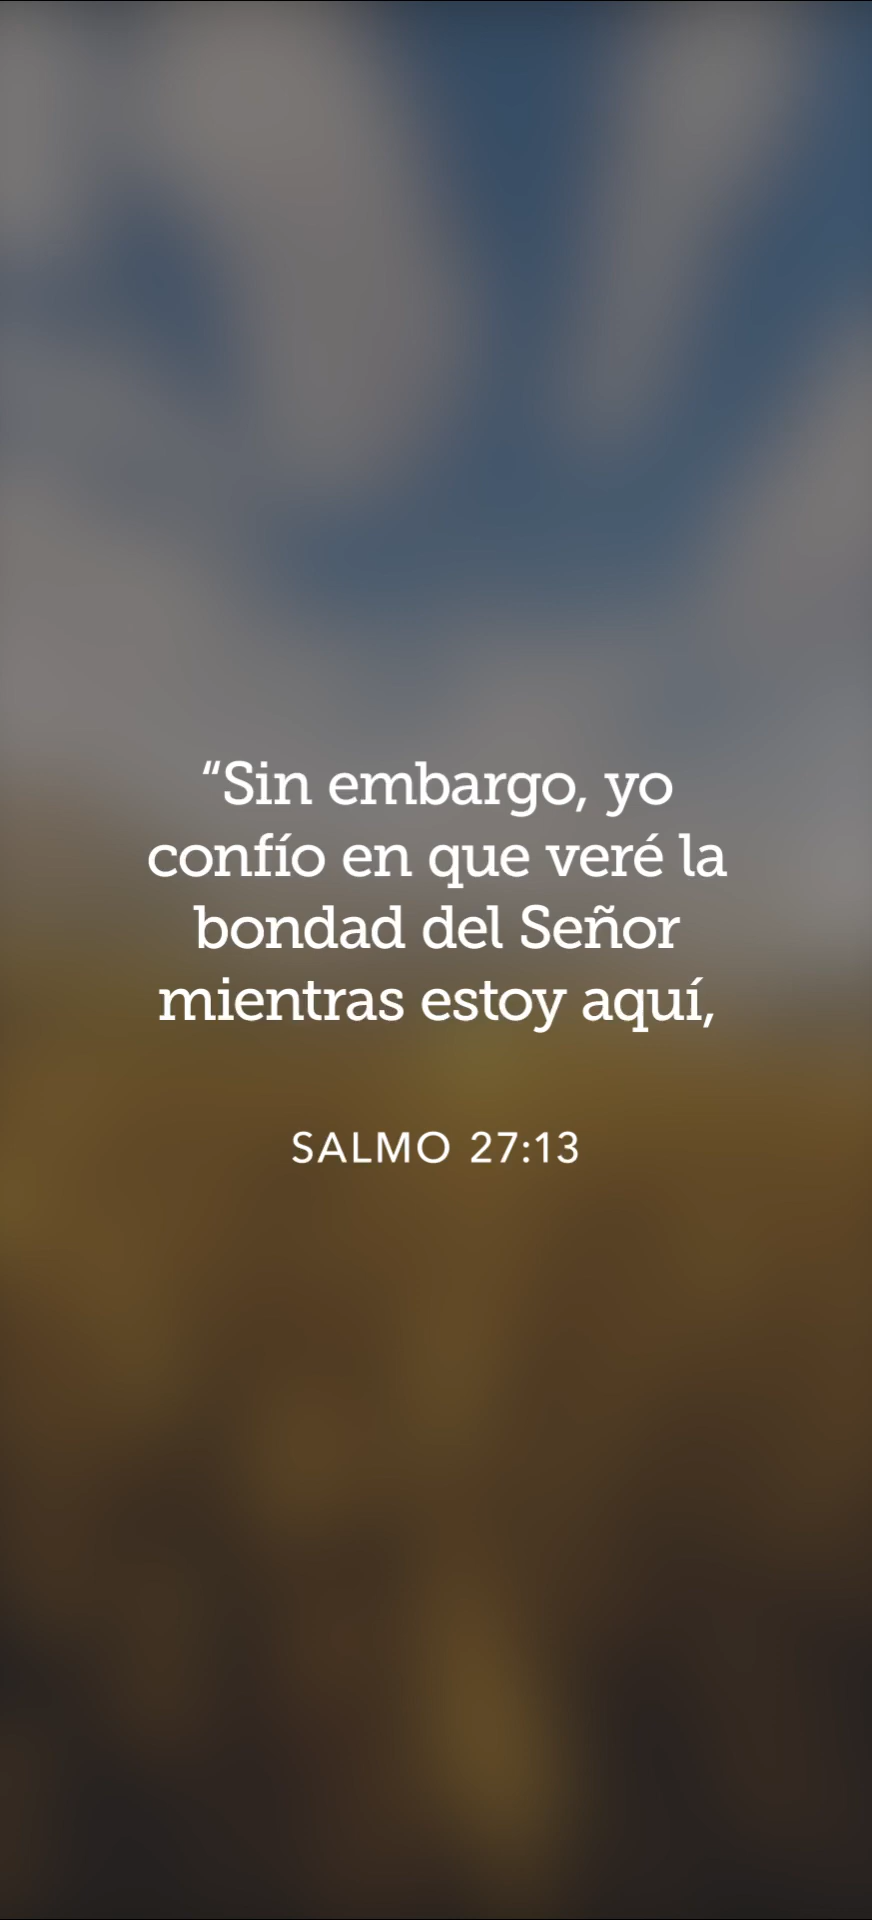 “Sin embargo, yo
confío en que veré la
bondad del Señor
mientras estoy aquí,
SALMO 27:13